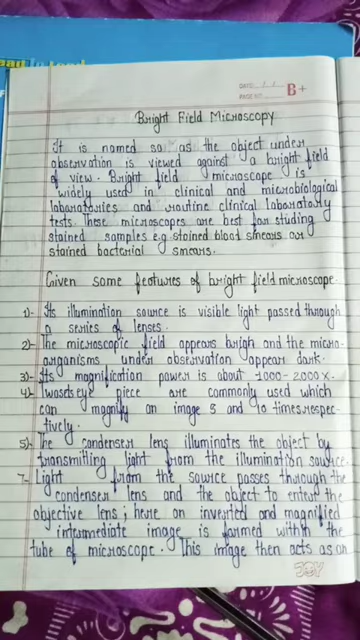 DATE: / /
PAGE NO.
B+
Bright Field Microscopy
It is named so as the object under
observation is viewed against a bright field
of view. Bright field microscope is
widely used in clinical and microbiological
laboratories and routine clinical laboratory
tests. These microscopes are best for studing
stained samples e.g stained blood smears or
stained bacterial smears.
Given some features of bright field microscope.
1)- Its illumination source is visible light passed through
a series of lenses.
2)- The microscopic field appears brigh and the micro-
organisms under observation appear dark.
3)- Its magnification power is about 1000-2000x.
4)- Twosets eye piece are commonly used which
can magnify an image 5 and 10 times respec-
tively.
5)- The condenser lens illuminates the object by
transmitting light from the illumination source.
7- Light from the source passes through the
condenser lens and the object to enter the
objective lens; here an inverted and magnified
intermediate image is formed within the
tube of microscope. This image then acts as an
JOY